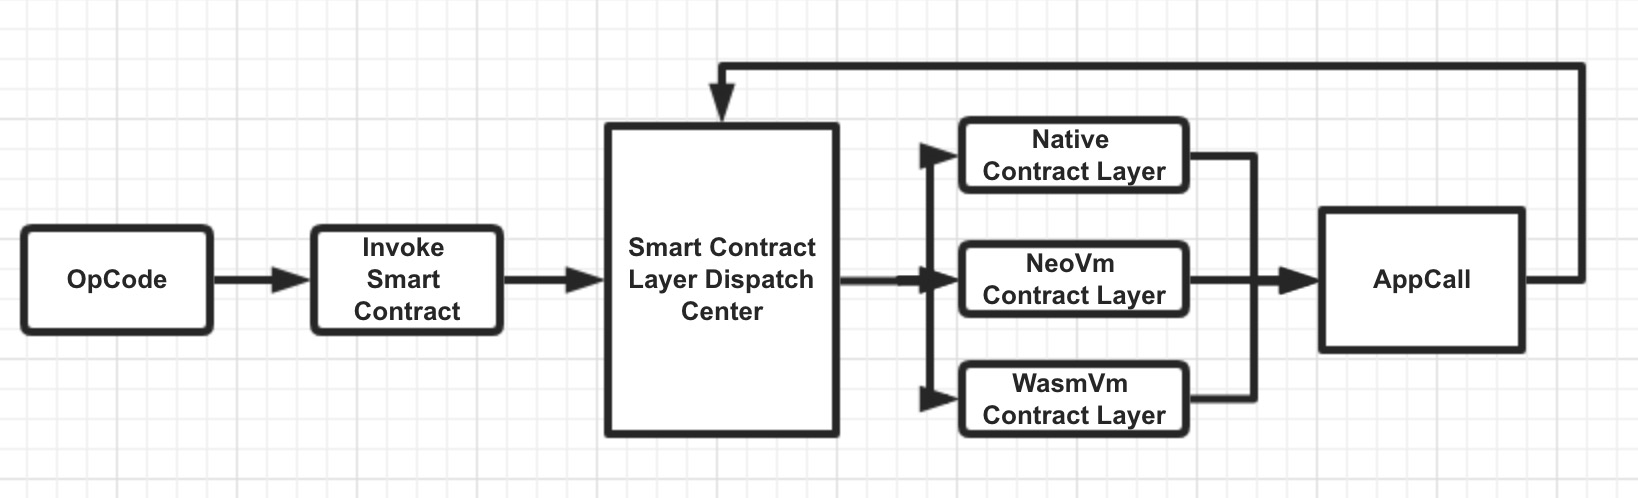 OpCode
Invoke
Smart
Contract
Smart Contract
Layer Dispatch
Center
Native
Contract Layer
NeoVm
Contract Layer
WasmVm
Contract Layer
AppCall